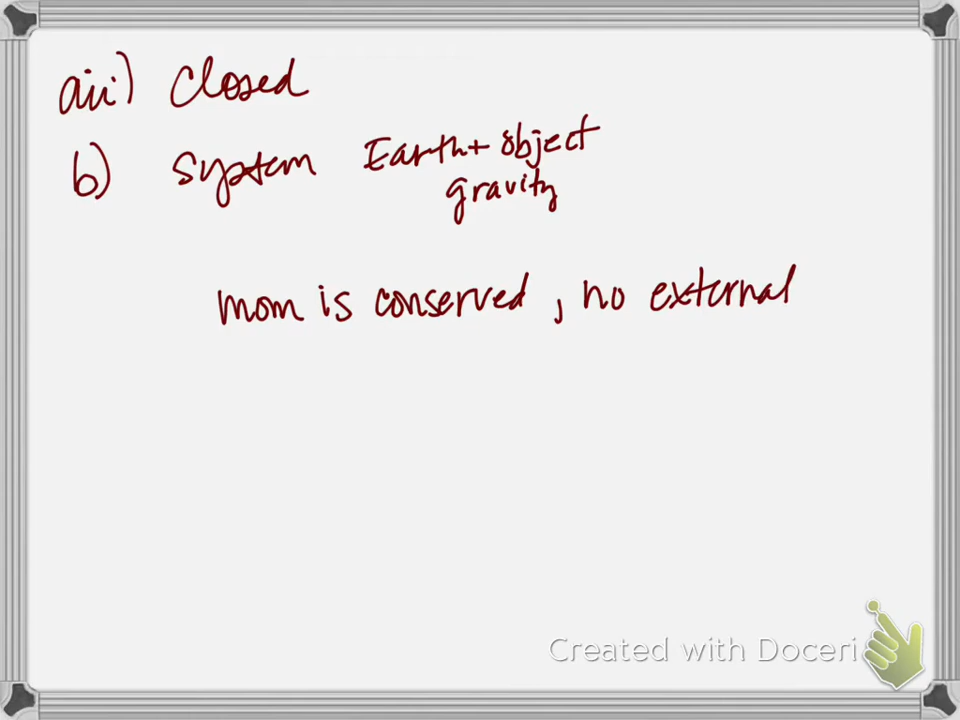 aiii) Closed
b) System Earth + object
gravity
mom is conserved, no external
Created with Doceri